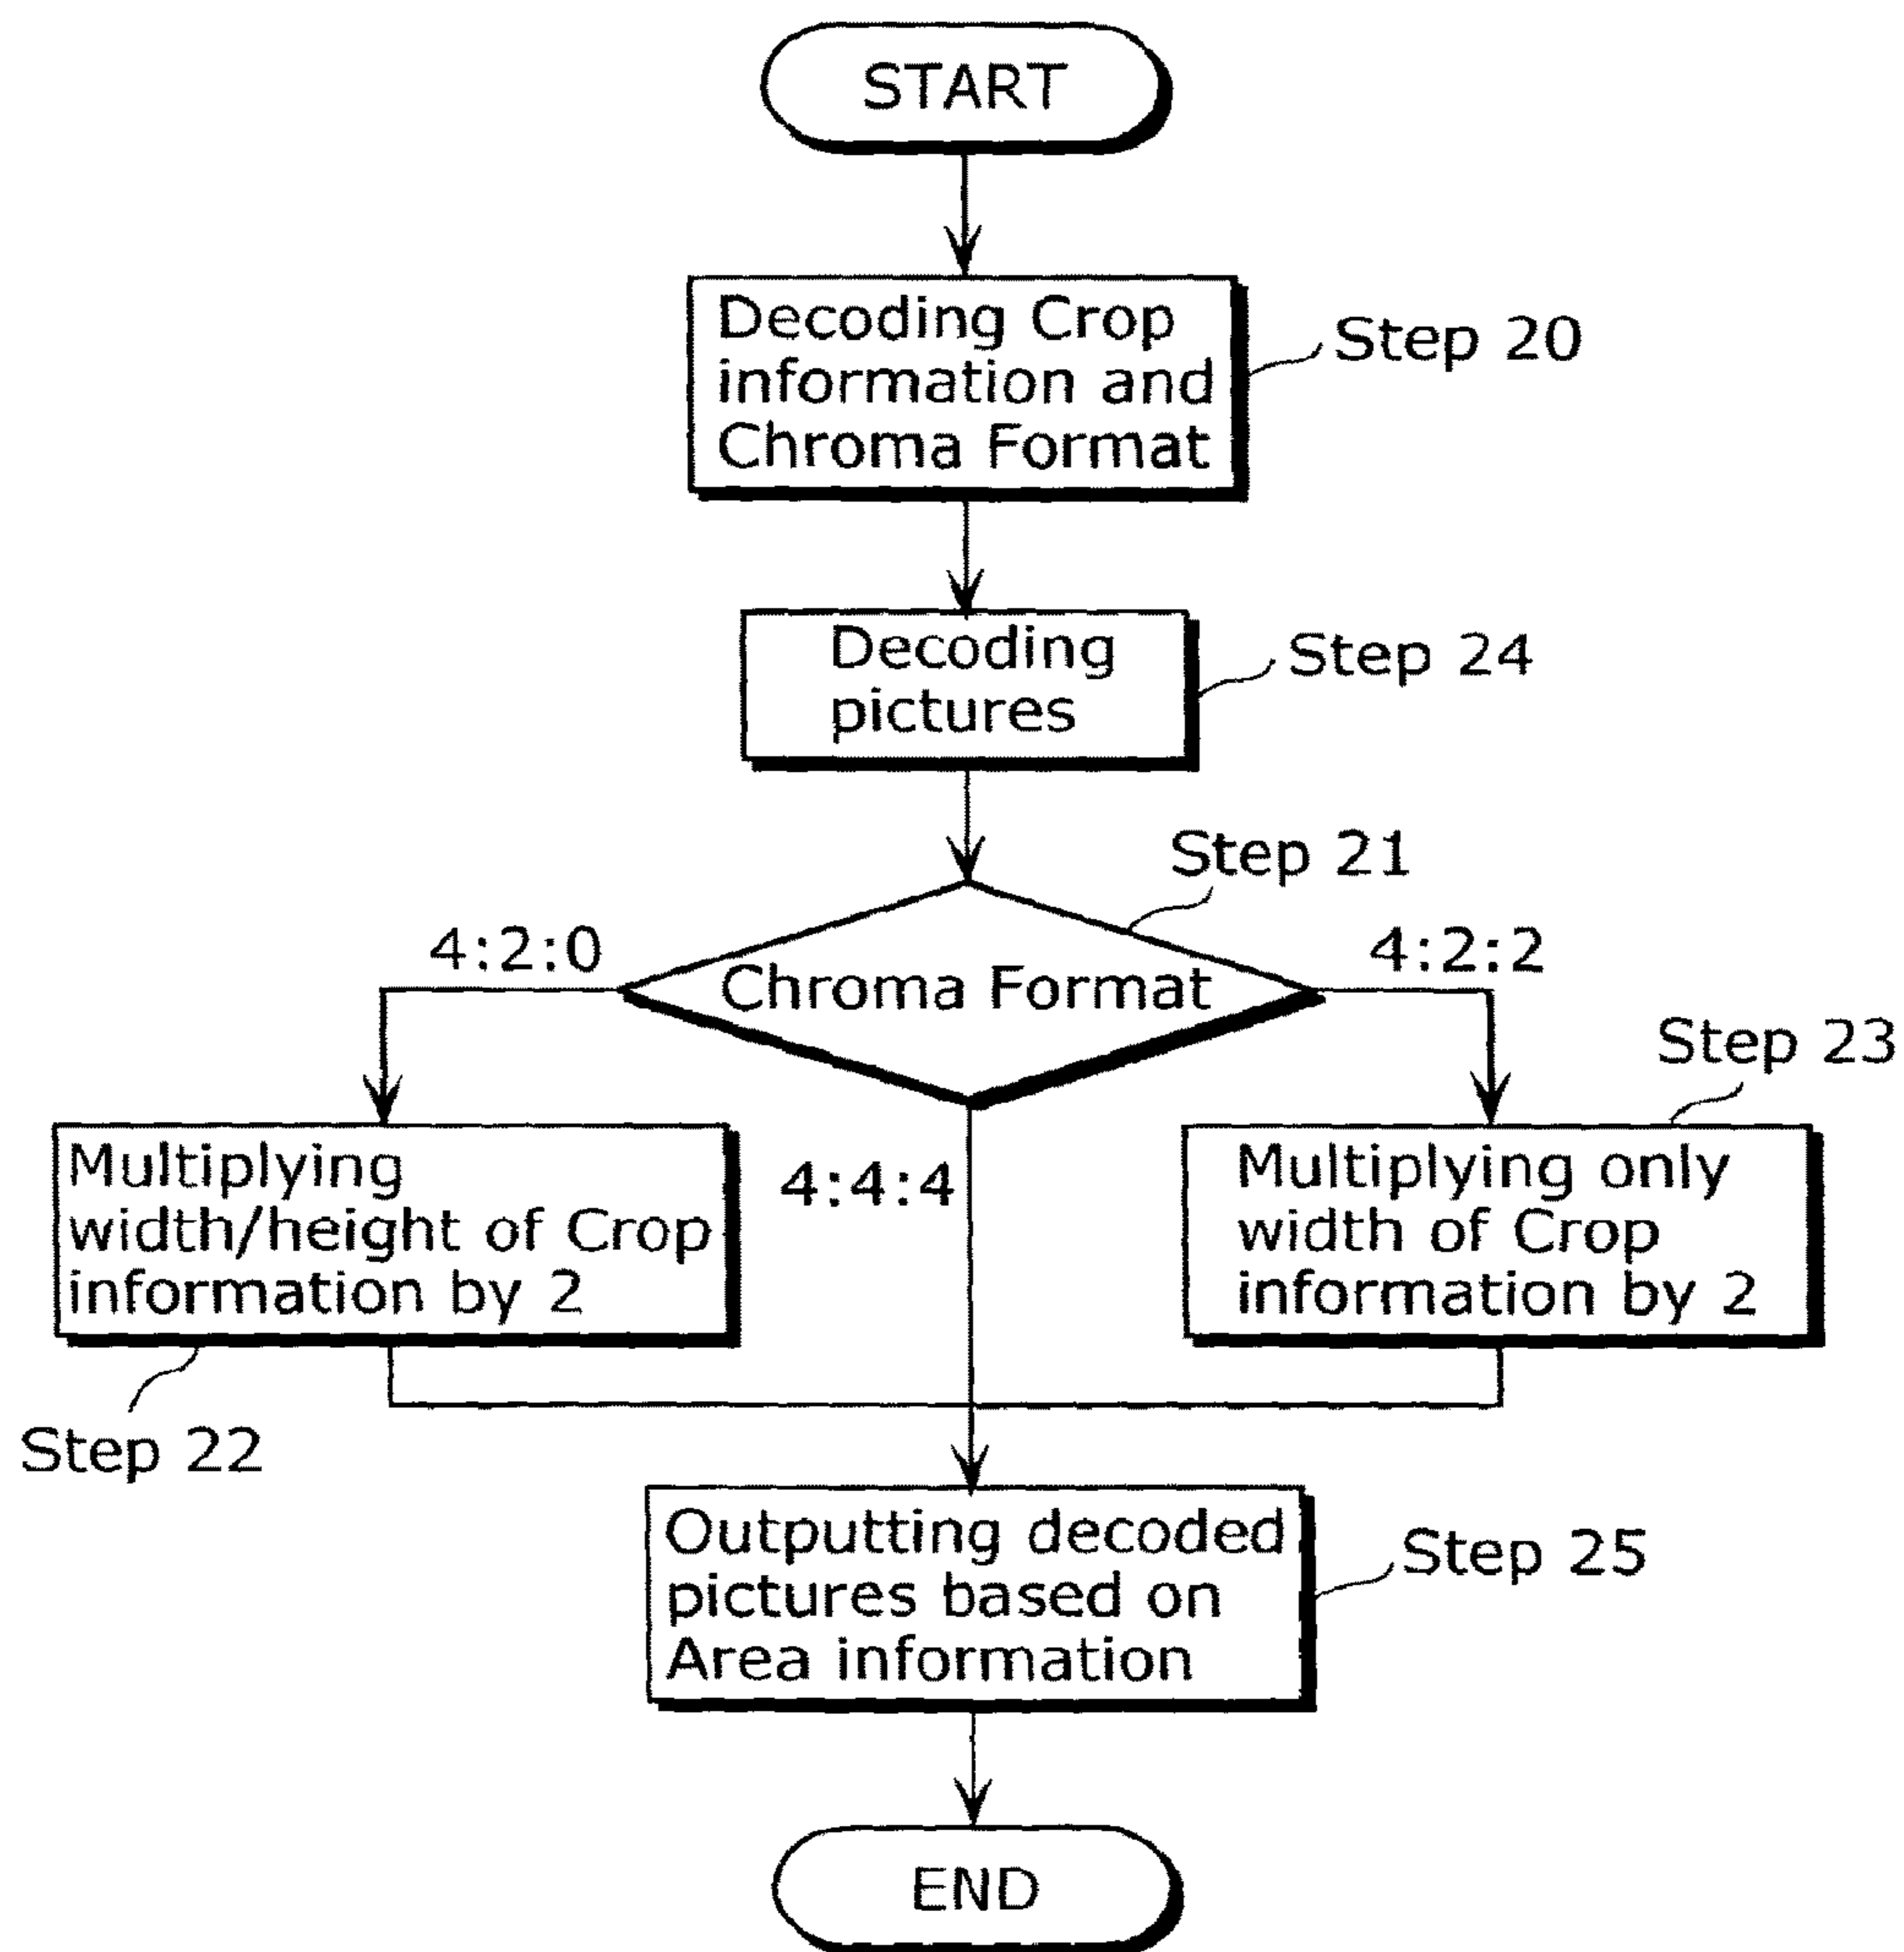 START
Decoding Crop
information and
Chroma Format
Step 20
Decoding
pictures
Step 24
Step 21
4:2:0
Chroma Format
4:2:2
Step 23
Multiplying
width/height of Crop
information by 2
4:4:4
Multiplying only
width of Crop
information by 2
Step 22
Outputting decoded
pictures based on
Area information
Step 25
END